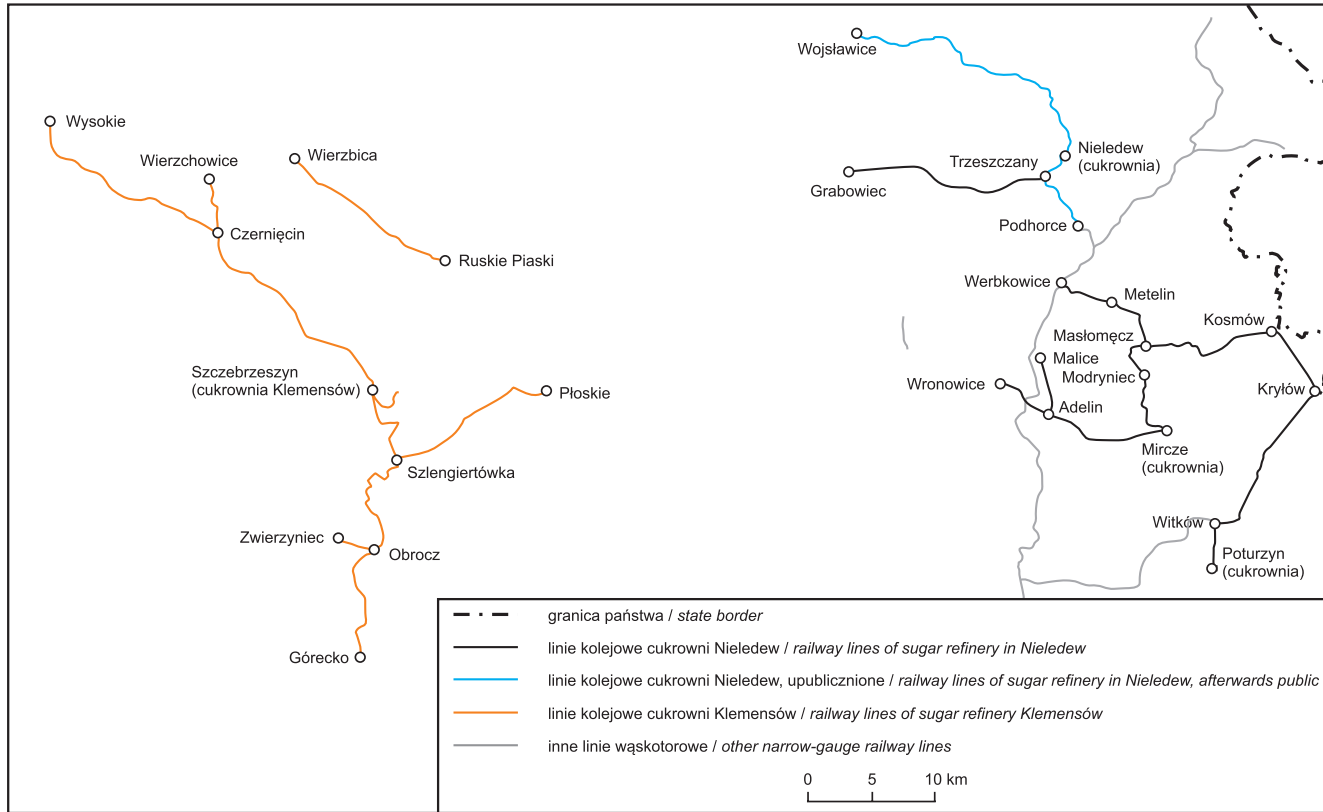 Wojsławice
Wysokie
Wierzchowice
Wierzbica
Nieledew
(cukrownia)
Trzeszczany
Grabowiec
Podhorce
Czernięcin
Ruskie Piaski
Werbkowice
Metelin
Kosmów
Masłomęcz
Malice
Modryniec
Szczebrzeszyn
(cukrownia Klemensów)
Płoskie
Wronowice
Kryłów
Adelin
Mircze
(cukrownia)
Szlengiertówka
Witków
Zwierzyniec
Obrocz
Poturzyn
(cukrownia)
Górecko
granica państwa / state border
linie kolejowe cukrowni Nieledew / railway lines of sugar refinery in Nieledew
linie kolejowe cukrowni Nieledew, upublicznione / railway lines of sugar refinery in Nieledew, afterwards public
linie kolejowe cukrowni Klemensów / railway lines of sugar refinery Klemensów
inne linie wąskotorowe / other narrow-gauge railway lines
0 5 10 km